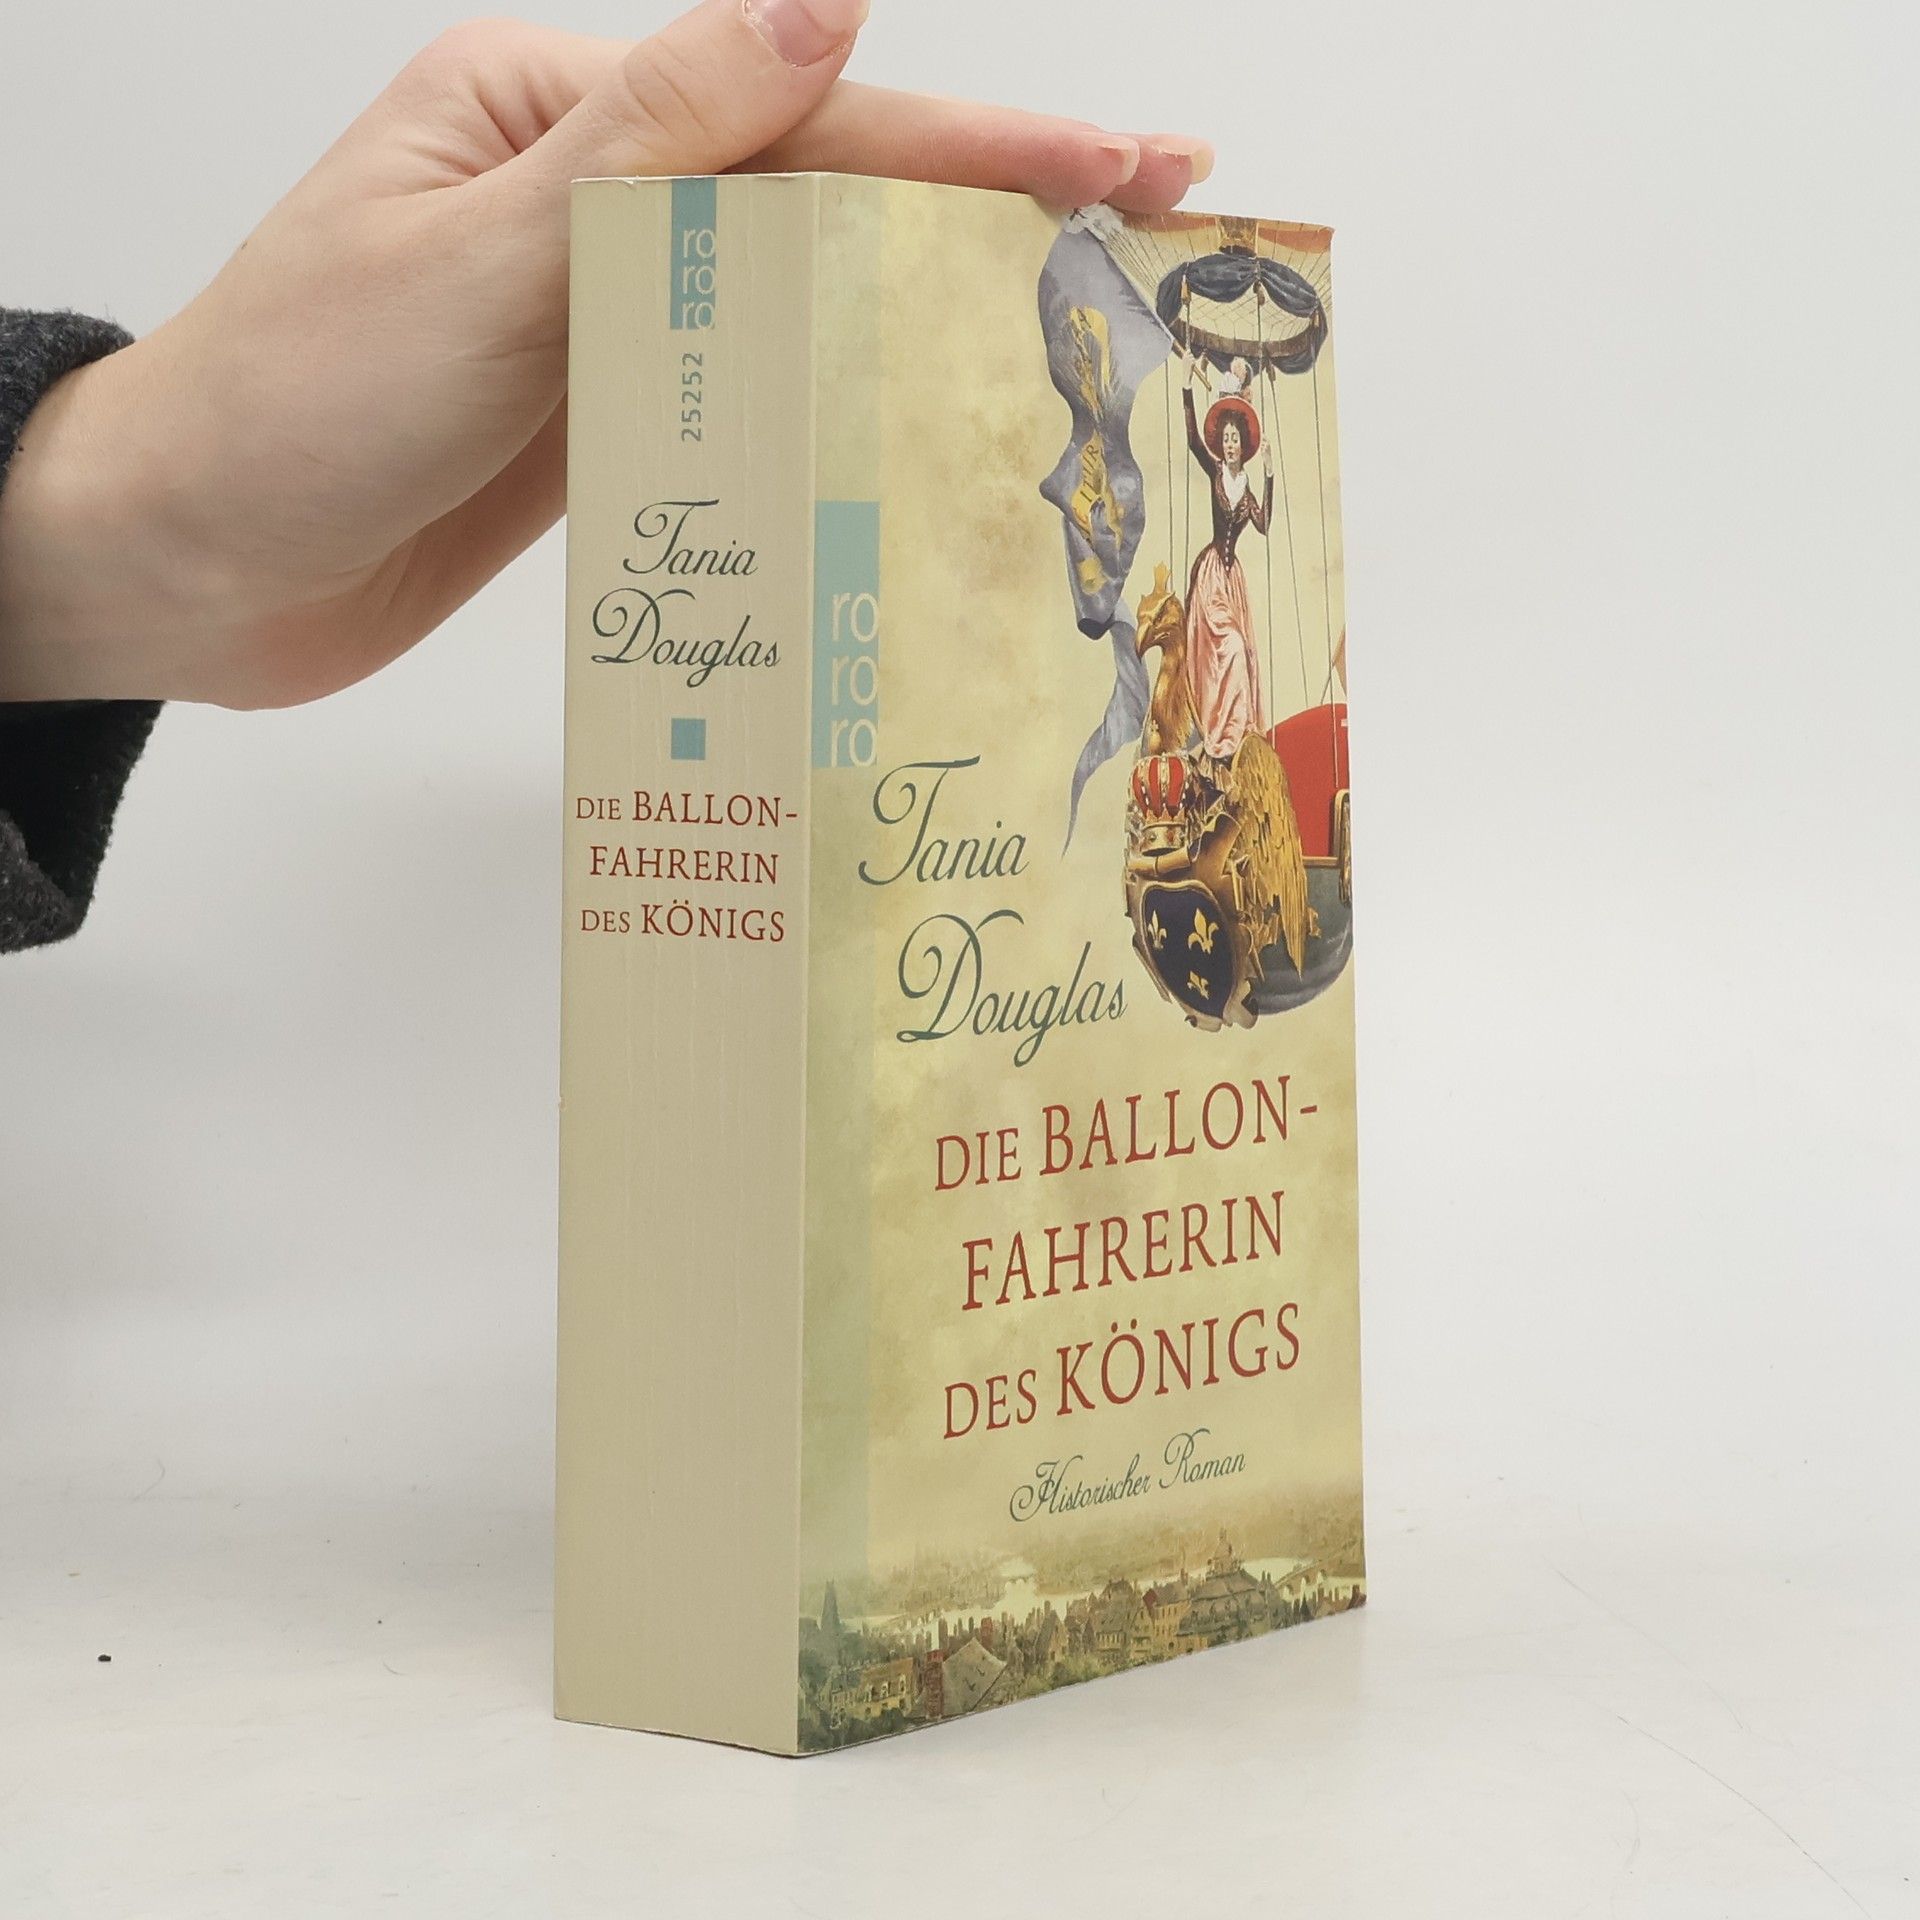 ro
ro
ro
25252
Tania
Douglas
DIE BALLON-
FAHRERIN
DES KÖNIGS
ro
ro
ro
Tania
Douglas
DIE BALLON-
FAHRERIN
DES KÖNIGS
Historischer Roman